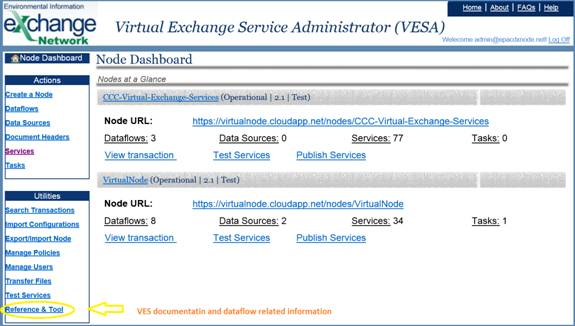 Environmental Information
exchange
Network
Virtual Exchange Service Administrator (VESA)
Home | About | FAQs | Help
Welcome admin@epacdxnode.net! Log Off
Node Dashboard
Actions
Create a Node
Dataflows
Data Sources
Document Headers
Services
Tasks
Utilities
Search Transactions
Import Configurations
Export/Import Node
Manage Policies
Manage Users
Transfer Files
Test Services
Reference & Tool
Node Dashboard
Nodes at a Glance
CCC-Virtual-Exchange-Services (Operational | 2.1 | Test)
Node URL: https://virtualnode.cloudapp.net/nodes/CCC-Virtual-Exchange-Services
Dataflows: 3 Data Sources: 0 Services: 77 Tasks: 0
View transaction Test Services Publish Services
VirtualNode (Operational | 2.1 | Test)
Node URL: https://virtualnode.cloudapp.net/nodes/VirtualNode
Dataflows: 8 Data Sources: 2 Services: 34 Tasks: 1
View transaction Test Services Publish Services
VES documentatin and dataflow related information